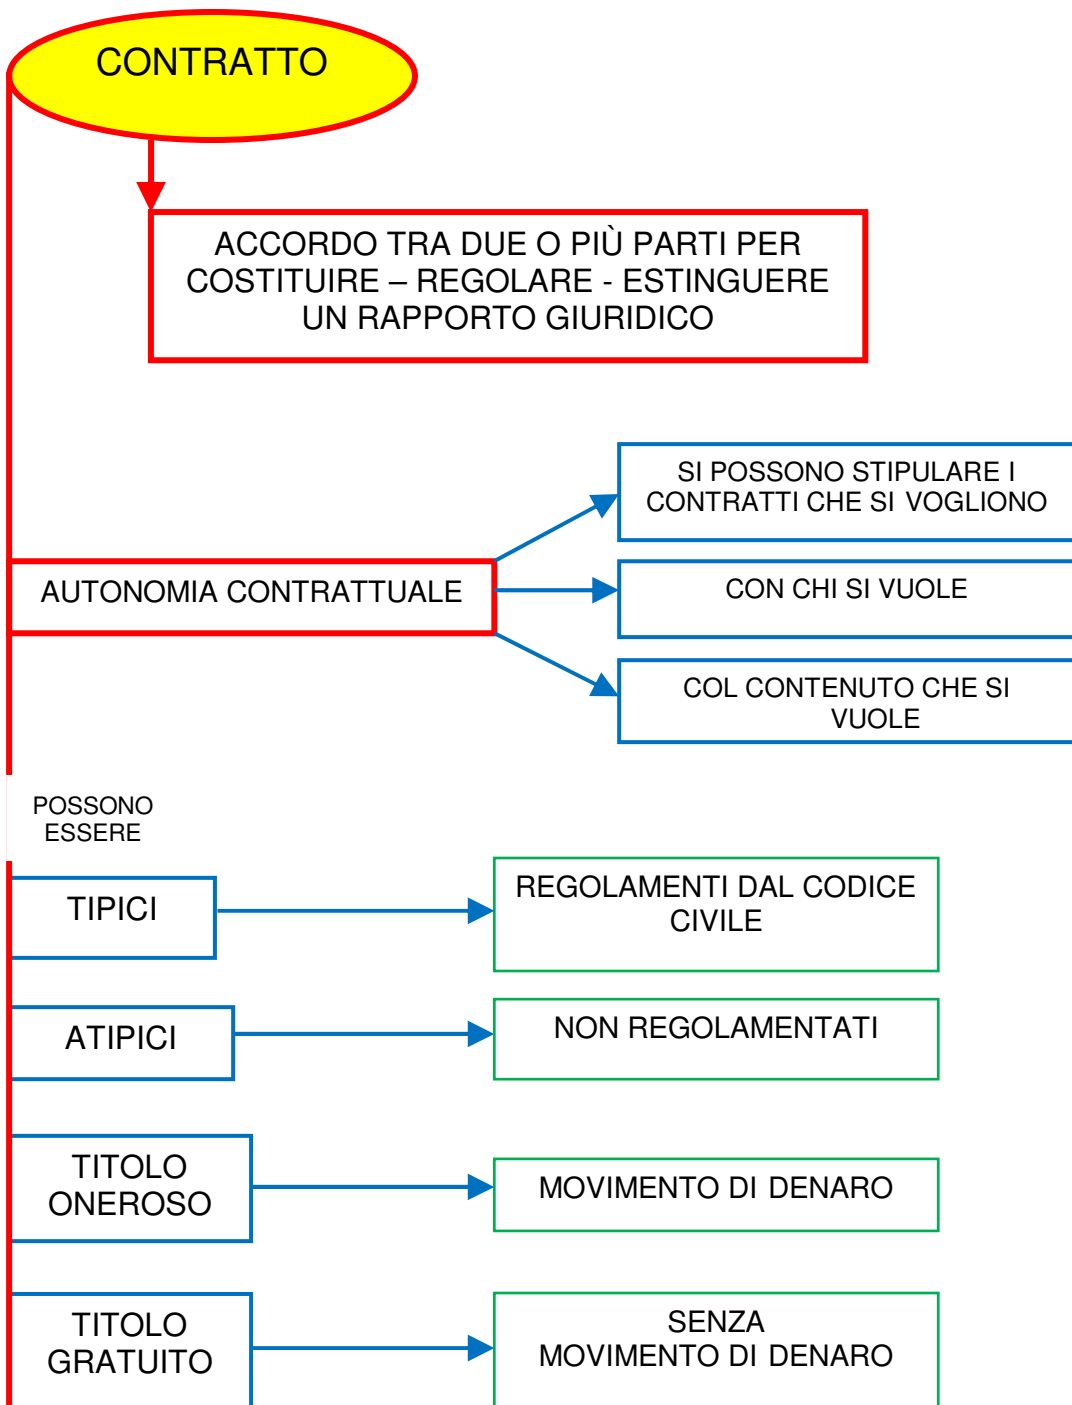 CONTRATTO
ACCORDO TRA DUE O PIÙ PARTI PER
COSTITUIRE – REGOLARE - ESTINGUERE
UN RAPPORTO GIURIDICO
SI POSSONO STIPULARE I
CONTRATTI CHE SI VOGLIONO
AUTONOMIA CONTRATTUALE
CON CHI SI VUOLE
COL CONTENUTO CHE SI
VUOLE
POSSONO
ESSERE
TIPICI
REGOLAMENTI DAL CODICE
CIVILE
ATIPICI
NON REGOLAMENTATI
TITOLO
ONEROSO
MOVIMENTO DI DENARO
TITOLO
GRATUITO
SENZA
MOVIMENTO DI DENARO